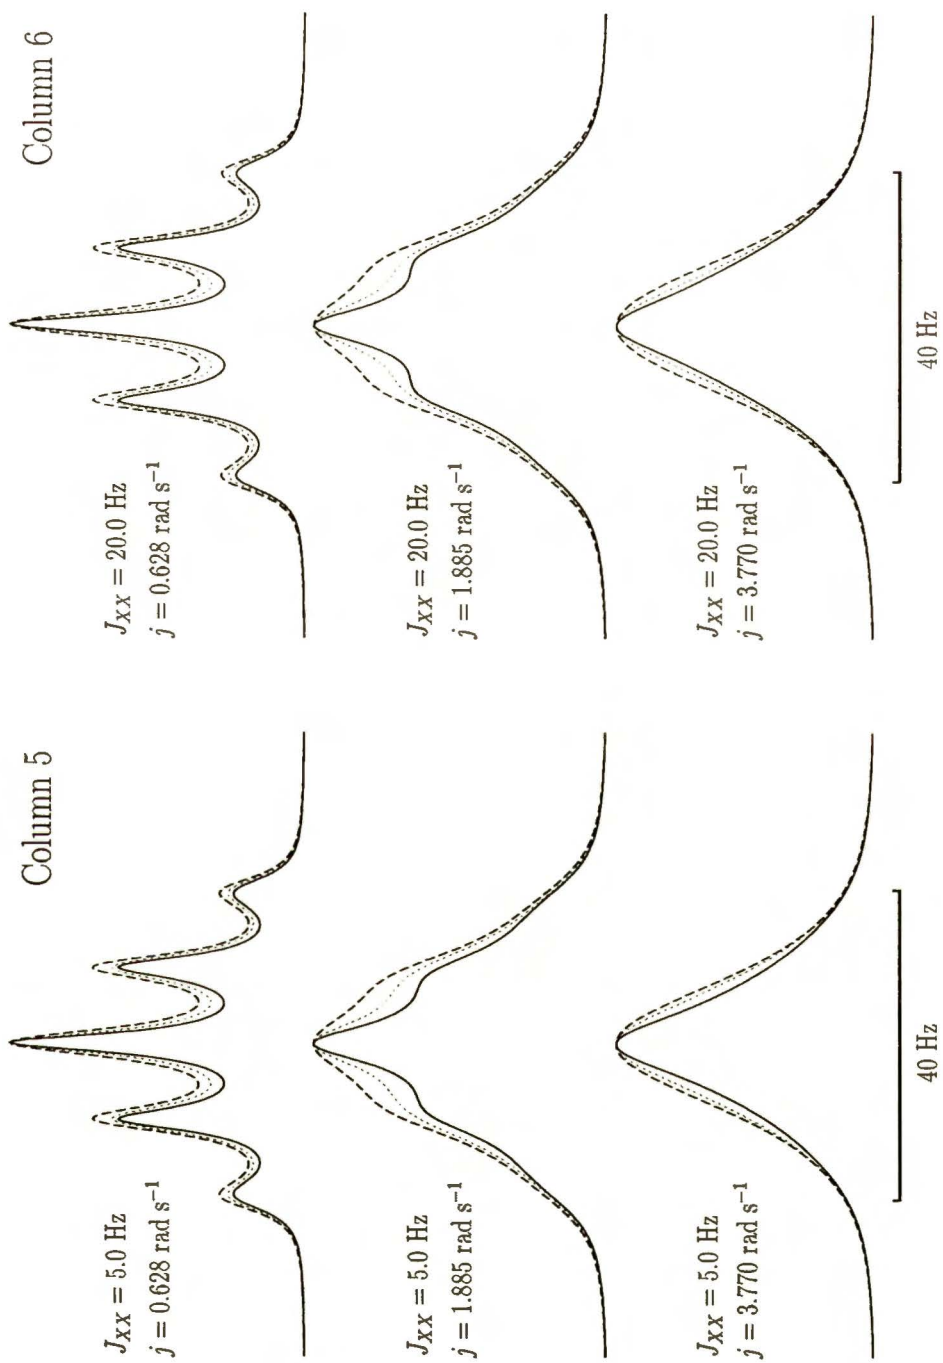 Column 5
J_XX = 5.0 Hz
j = 0.628 rad s⁻¹
J_XX = 5.0 Hz
j = 1.885 rad s⁻¹
J_XX = 5.0 Hz
j = 3.770 rad s⁻¹
40 Hz
Column 6
J_XX = 20.0 Hz
j = 0.628 rad s⁻¹
J_XX = 20.0 Hz
j = 1.885 rad s⁻¹
J_XX = 20.0 Hz
j = 3.770 rad s⁻¹
40 Hz